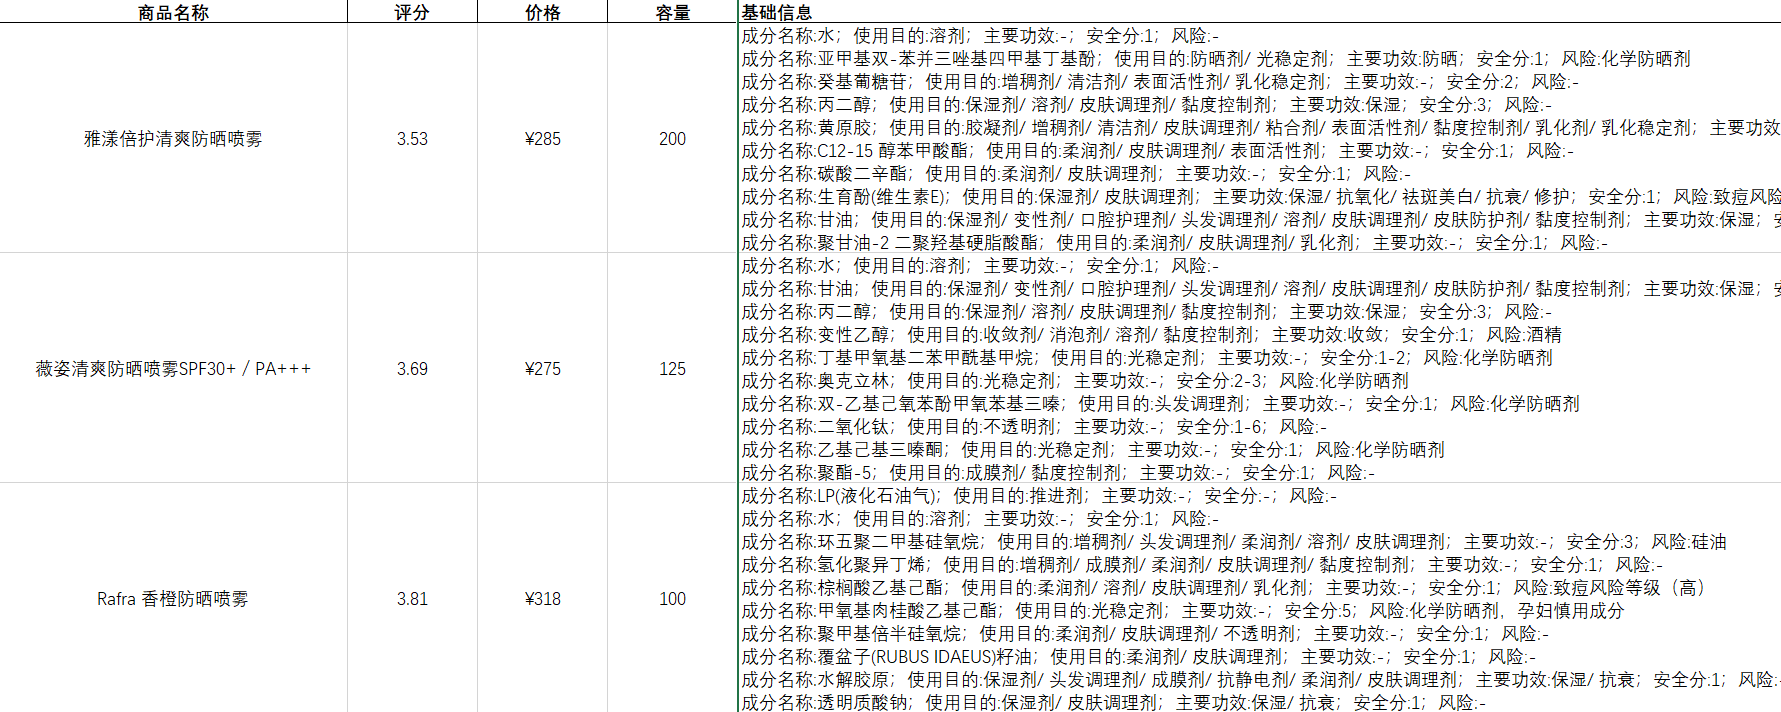 商品名称 评分 价格 容量 基础信息
成分名称:水；使用目的:溶剂；主要功效:-；安全分:1；风险:-
成分名称:亚甲基双-苯并三唑基四甲基丁基酚；使用目的:防晒剂/ 光稳定剂；主要功效:防晒；安全分:1；风险:化学防晒剂
成分名称:癸基葡糖苷；使用目的:增稠剂/ 清洁剂/ 表面活性剂/ 乳化稳定剂；主要功效:-；安全分:2；风险:-
成分名称:丙二醇；使用目的:保湿剂/ 溶剂/ 皮肤调理剂/ 黏度控制剂；主要功效:保湿；安全分:3；风险:-
成分名称:黄原胶；使用目的:胶凝剂/ 增稠剂/ 清洁剂/ 皮肤调理剂/ 粘合剂/ 表面活性剂/ 黏度控制剂/ 乳化剂/ 乳化稳定剂；主要功效
雅漾倍护清爽防晒喷雾 3.53 ¥285 200
成分名称:C12-15 醇苯甲酸酯；使用目的:柔润剂/ 皮肤调理剂/ 表面活性剂；主要功效:-；安全分:1；风险:-
成分名称:碳酸二辛酯；使用目的:柔润剂/ 皮肤调理剂；主要功效:-；安全分:1；风险:-
成分名称:生育酚(维生素E)；使用目的:保湿剂/ 皮肤调理剂；主要功效:保湿/ 抗氧化/ 祛斑美白/ 抗衰/ 修护；安全分:1；风险:致痘风险
成分名称:甘油；使用目的:保湿剂/ 变性剂/ 口腔护理剂/ 头发调理剂/ 溶剂/ 皮肤调理剂/ 皮肤防护剂/ 黏度控制剂；主要功效:保湿；
成分名称:聚甘油-2 二聚羟基硬脂酸酯；使用目的:柔润剂/ 皮肤调理剂/ 乳化剂；主要功效:-；安全分:1；风险:-
成分名称:水；使用目的:溶剂；主要功效:-；安全分:1；风险:-
成分名称:甘油；使用目的:保湿剂/ 变性剂/ 口腔护理剂/ 头发调理剂/ 溶剂/ 皮肤调理剂/ 皮肤防护剂/ 黏度控制剂；主要功效:保湿；
成分名称:丙二醇；使用目的:保湿剂/ 溶剂/ 皮肤调理剂/ 黏度控制剂；主要功效:保湿；安全分:3；风险:-
成分名称:变性乙醇；使用目的:收敛剂/ 消泡剂/ 溶剂/ 黏度控制剂；主要功效:收敛；安全分:1；风险:酒精
成分名称:丁基甲氧基二苯甲酰基甲烷；使用目的:光稳定剂；主要功效:-；安全分:1-2；风险:化学防晒剂
薇姿清爽防晒喷雾SPF30+ / PA+++ 3.69 ¥275 125
成分名称:奥克立林；使用目的:光稳定剂；主要功效:-；安全分:2-3；风险:化学防晒剂
成分名称:双-乙基己氧苯酚甲氧苯基三嗪；使用目的:头发调理剂；主要功效:-；安全分:1；风险:化学防晒剂
成分名称:二氧化钛；使用目的:不透明剂；主要功效:-；安全分:1-6；风险:-
成分名称:乙基己基三嗪酮；使用目的:光稳定剂；主要功效:-；安全分:1；风险:化学防晒剂
成分名称:聚酯-5；使用目的:成膜剂/ 黏度控制剂；主要功效:-；安全分:1；风险:-
成分名称:LP(液化石油气)；使用目的:推进剂；主要功效:-；安全分:-；风险:-
成分名称:水；使用目的:溶剂；主要功效:-；安全分:1；风险:-
成分名称:环五聚二甲基硅氧烷；使用目的:增稠剂/ 头发调理剂/ 柔润剂/ 溶剂/ 皮肤调理剂；主要功效:-；安全分:3；风险:硅油
成分名称:氢化聚异丁烯；使用目的:增稠剂/ 成膜剂/ 柔润剂/ 皮肤调理剂/ 黏度控制剂；主要功效:-；安全分:1；风险:-
成分名称:棕榈酸乙基己酯；使用目的:柔润剂/ 溶剂/ 皮肤调理剂/ 乳化剂；主要功效:-；安全分:1；风险:致痘风险等级（高）
Rafra 香橙防晒喷雾 3.81 ¥318 100
成分名称:甲氧基肉桂酸乙基己酯；使用目的:光稳定剂；主要功效:-；安全分:5；风险:化学防晒剂，孕妇慎用成分
成分名称:聚甲基倍半硅氧烷；使用目的:柔润剂/ 皮肤调理剂/ 不透明剂；主要功效:-；安全分:1；风险:-
成分名称:覆盆子(RUBUS IDAEUS)籽油；使用目的:柔润剂/ 皮肤调理剂；主要功效:-；安全分:1；风险:-
成分名称:水解胶原；使用目的:保湿剂/ 头发调理剂/ 成膜剂/ 抗静电剂/ 柔润剂/ 皮肤调理剂；主要功效:保湿/ 抗衰；安全分:1；风险:-
成分名称:透明质酸钠；使用目的:保湿剂/ 皮肤调理剂；主要功效:保湿/ 抗衰；安全分:1；风险:-